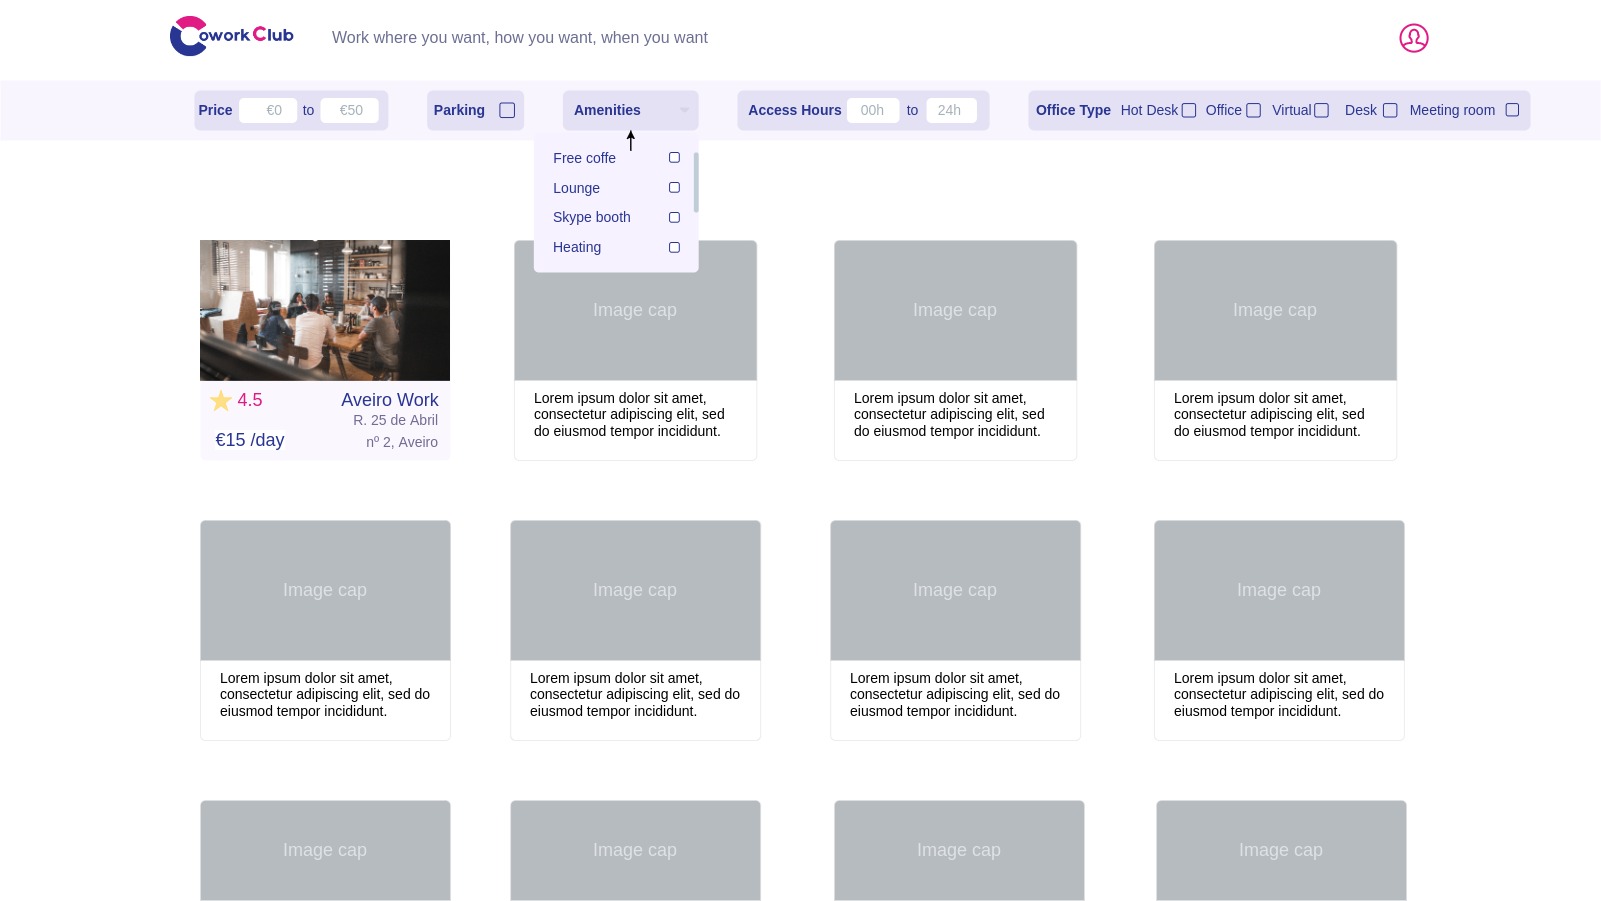 Cowork Club
Work where you want, how you want, when you want
Price €0 to €50
Parking
Amenities
Access Hours 00h to 24h
Office Type Hot Desk Office Virtual Desk Meeting room
Free coffe
Lounge
Skype booth
Heating
4.5
Aveiro Work
R. 25 de Abril
€15 /day
nº 2, Aveiro
Image cap
Lorem ipsum dolor sit amet,
consectetur adipiscing elit, sed
do eiusmod tempor incididunt.
Image cap
Lorem ipsum dolor sit amet,
consectetur adipiscing elit, sed
do eiusmod tempor incididunt.
Image cap
Lorem ipsum dolor sit amet,
consectetur adipiscing elit, sed
do eiusmod tempor incididunt.
Image cap
Lorem ipsum dolor sit amet,
consectetur adipiscing elit, sed do
eiusmod tempor incididunt.
Image cap
Lorem ipsum dolor sit amet,
consectetur adipiscing elit, sed do
eiusmod tempor incididunt.
Image cap
Lorem ipsum dolor sit amet,
consectetur adipiscing elit, sed do
eiusmod tempor incididunt.
Image cap
Lorem ipsum dolor sit amet,
consectetur adipiscing elit, sed do
eiusmod tempor incididunt.
Image cap
Image cap
Image cap
Image cap